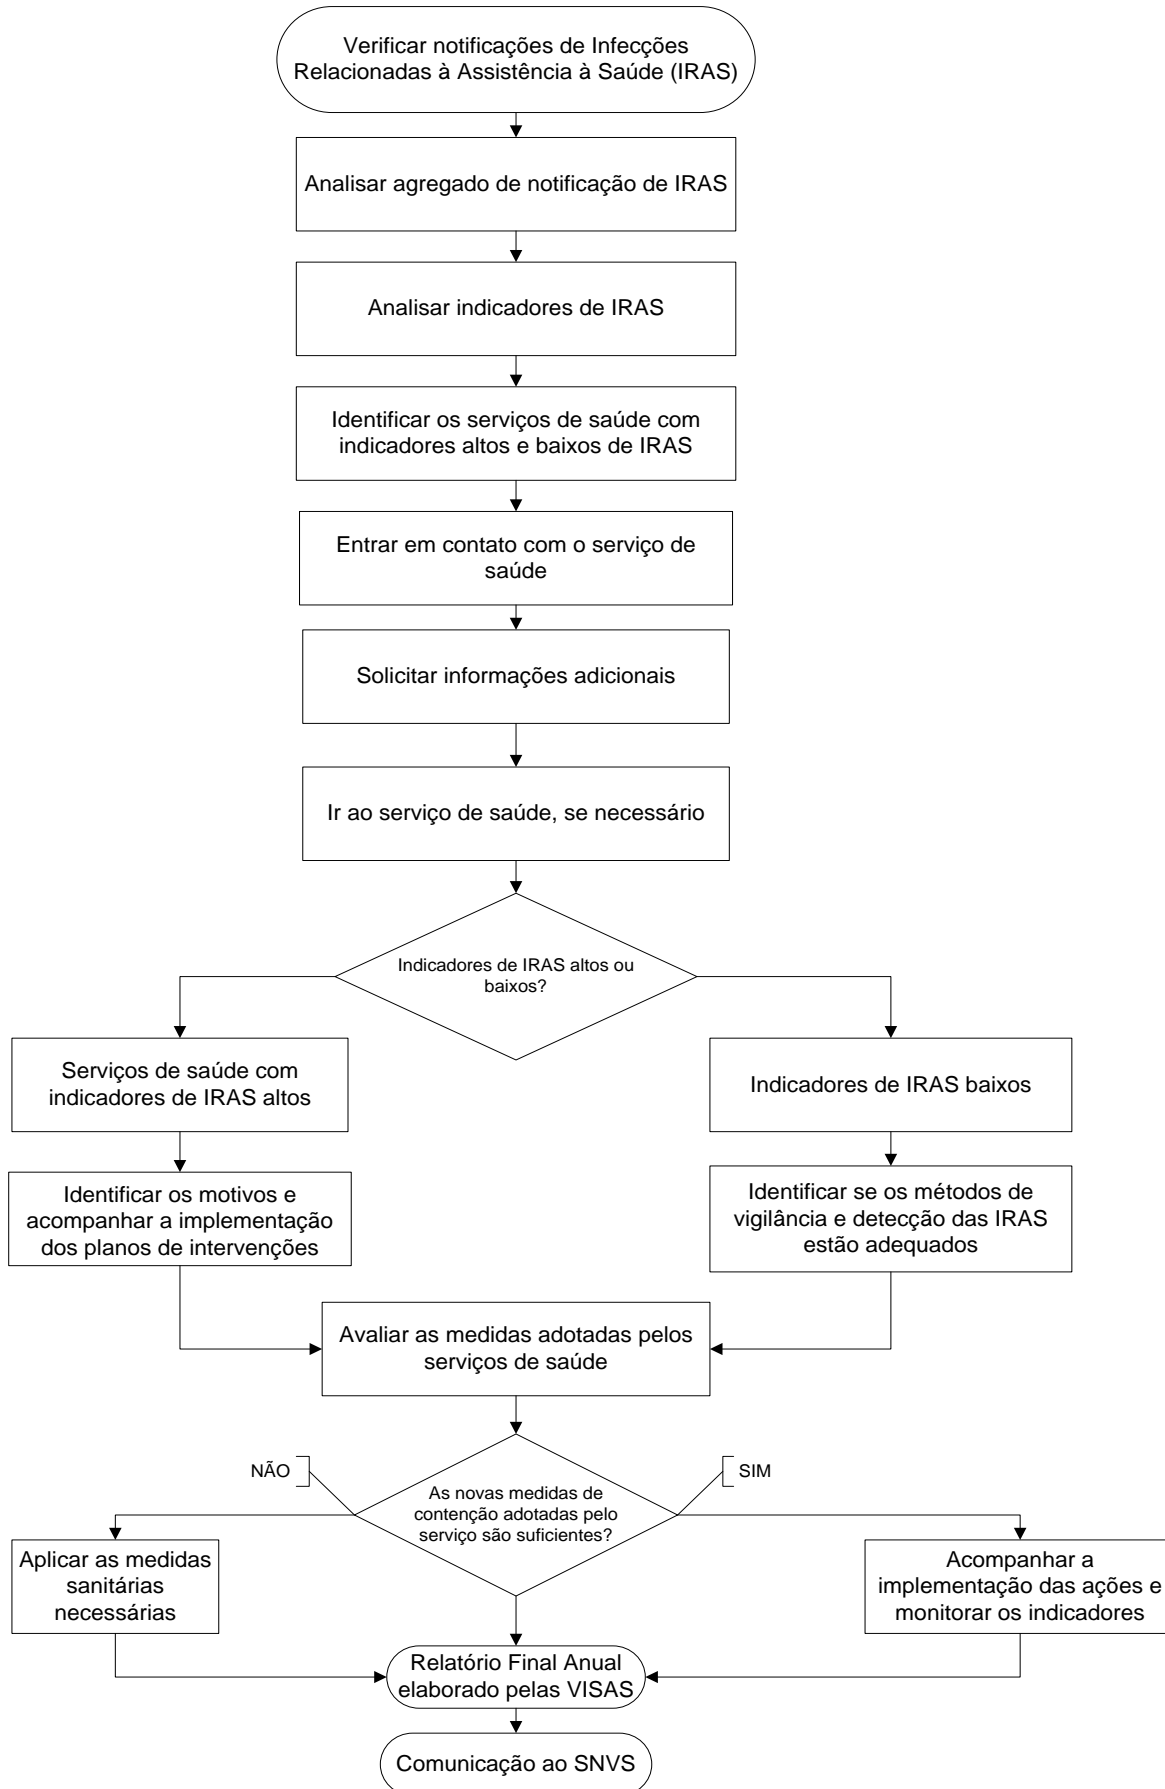 Verificar notificações de Infecções
Relacionadas à Assistência à Saúde (IRAS)
Analisar agregado de notificação de IRAS
Analisar indicadores de IRAS
Identificar os serviços de saúde com
indicadores altos e baixos de IRAS
Entrar em contato com o serviço de
saúde
Solicitar informações adicionais
Ir ao serviço de saúde, se necessário
Indicadores de IRAS altos ou
baixos?
Serviços de saúde com
indicadores de IRAS altos
Indicadores de IRAS baixos
Identificar os motivos e
acompanhar a implementação
dos planos de intervenções
Identificar se os métodos de
vigilância e detecção das IRAS
estão adequados
Avaliar as medidas adotadas pelos
serviços de saúde
NÃO
SIM
As novas medidas de
contenção adotadas pelo
serviço são suficientes?
Aplicar as medidas
sanitárias
necessárias
Acompanhar a
implementação das ações e
monitorar os indicadores
Relatório Final Anual
elaborado pelas VISAS
Comunicação ao SNVS